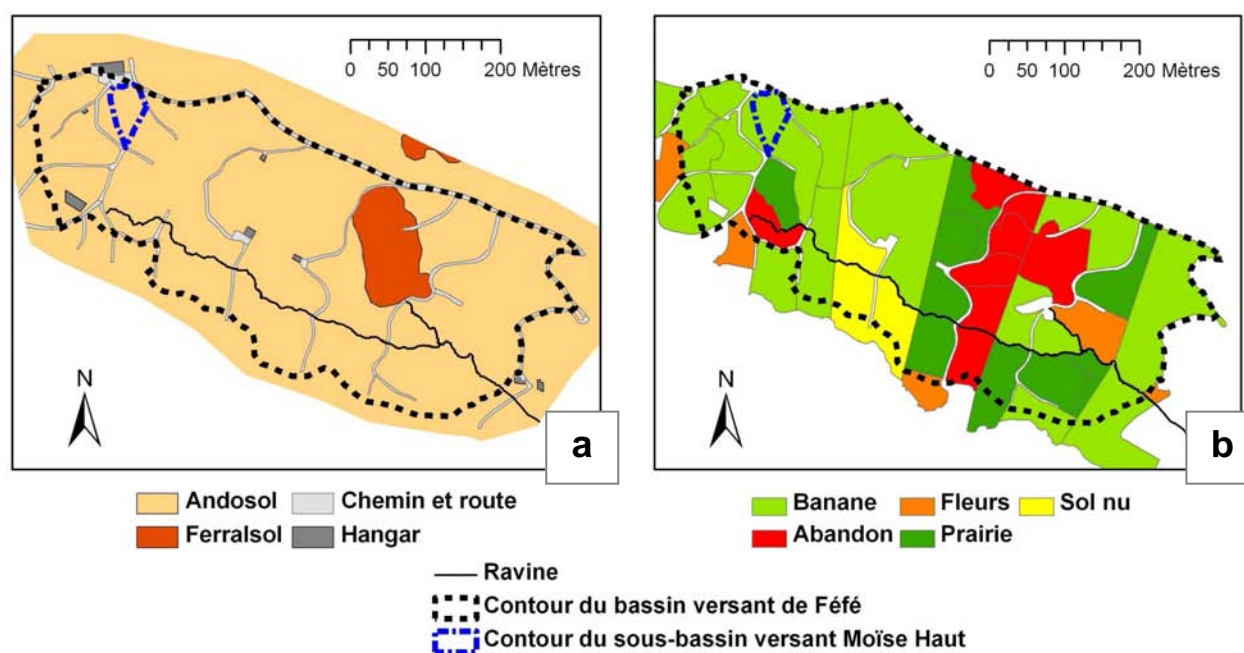 0 50 100 200 Mètres
N
a
0 50 100 200 Mètres
N
b
Andosol Chemin et route
Ferralsol Hangar
Banane Fleurs Sol nu
Abandon Prairie
Ravine
Contour du bassin versant de Féfé
Contour du sous-bassin versant Moïse Haut